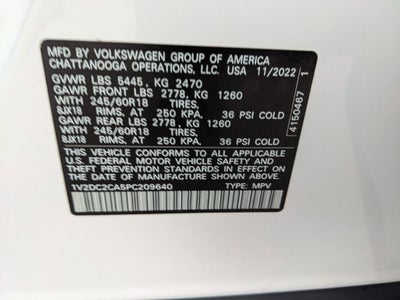 MFD BY VOLKSWAGEN GROUP OF AMERICA
CHATTANOOGA OPERATIONS, LLC. USA 11/2022
GVWR LBS 5445, KG 2470
GAWR FRONT LBS 2778, KG 1260
WITH 245/60R18 TIRES,
8JX18 RIMS, AT 250 KPA, 36 PSI COLD
GAWR REAR LBS 2778, KG 1260
WITH 245/60R18 TIRES,
8JX18 RIMS, AT 250 KPA, 36 PSI COLD
THIS VEHICLE CONFORMS TO ALL APPLICABLE
U.S. FEDERAL MOTOR VEHICLE SAFETY AND
THEFT PREVENTION STANDARDS IN EFFECT ON
THE DATE OF MANUFACTURE SHOWN ABOVE.
1V2DC2CA5PC209640 TYPE: MPV
4150467 1